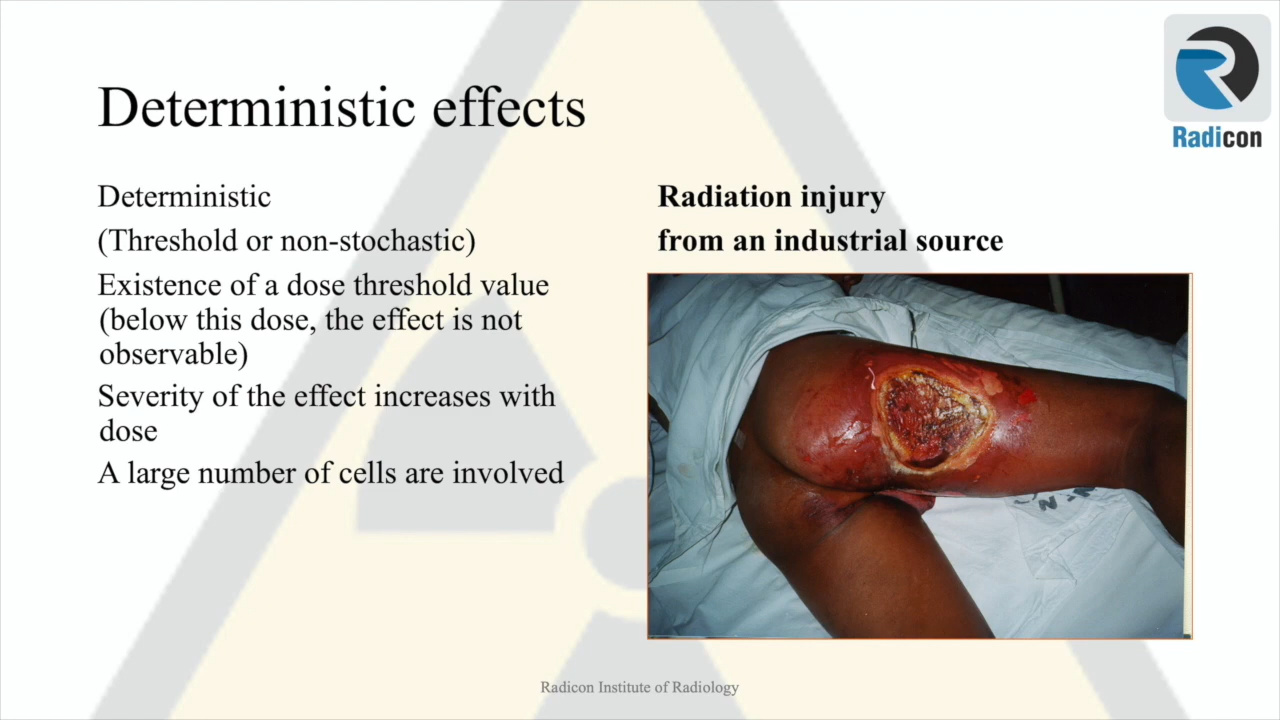 Deterministic effects
Radicon
Deterministic
(Threshold or non-stochastic)
Existence of a dose threshold value
(below this dose, the effect is not
observable)
Severity of the effect increases with
dose
A large number of cells are involved
Radiation injury
from an industrial source
Radicon Institute of Radiology